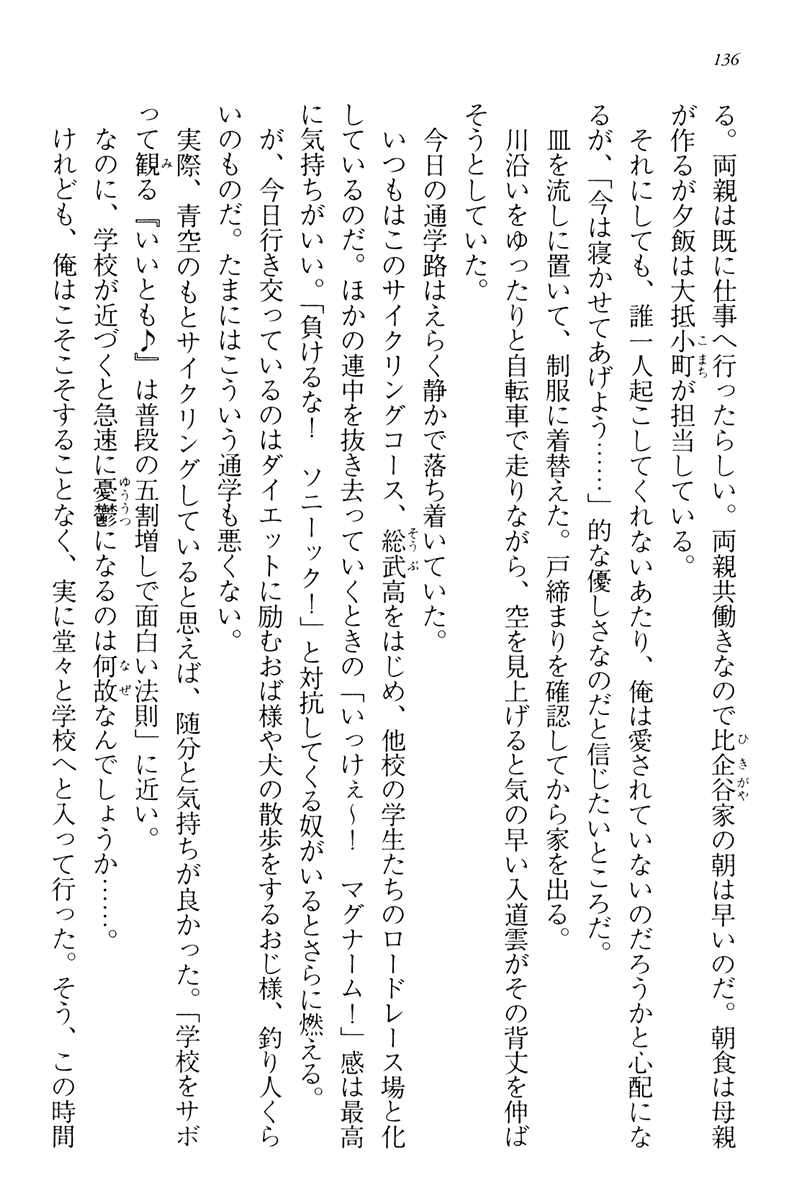 136
る。両親は既に仕事へ行ったらしい。両親共働きなので比企谷家の朝は早いのだ。朝食は母親
が作るが夕飯は大抵小町が担当している。
それにしても、誰一人起こしてくれないあたり、俺は愛されていないのだろうかと心配にな
るが、「今は寝かせてあげよう……」的な優しさなのだと信じたいところだ。
皿を流しに置いて、制服に着替えた。戸締まりを確認してから家を出る。
川沿いをゆったりと自転車で走りながら、空を見上げると気の早い入道雲がその背丈を伸ば
そうとしていた。
今日の通学路はえらく静かで落ち着いていた。
いつもはこのサイクリングコース、総武高をはじめ、他校の学生たちのロードレース場と化
しているのだ。ほかの連中を抜き去っていくときの「いっけぇ〜！　マグナーム！」感は最高
に気持ちがいい。「負けるな！　ソニーック！」と対抗してくる奴がいるとさらに燃える。
が、今日行き交っているのはダイエットに励むおば様や犬の散歩をするおじ様、釣り人くら
いのものだ。たまにはこういう通学も悪くない。
実際、青空のもとサイクリングしていると思えば、随分と気持ちが良かった。「学校をサボ
って観る『いいとも♪』は普段の五割増しで面白い法則」に近い。
なのに、学校が近づくと急速に憂鬱になるのは何故なんでしょうか……。
けれども、俺はこそこそすることなく、実に堂々と学校へと入って行った。そう、この時間